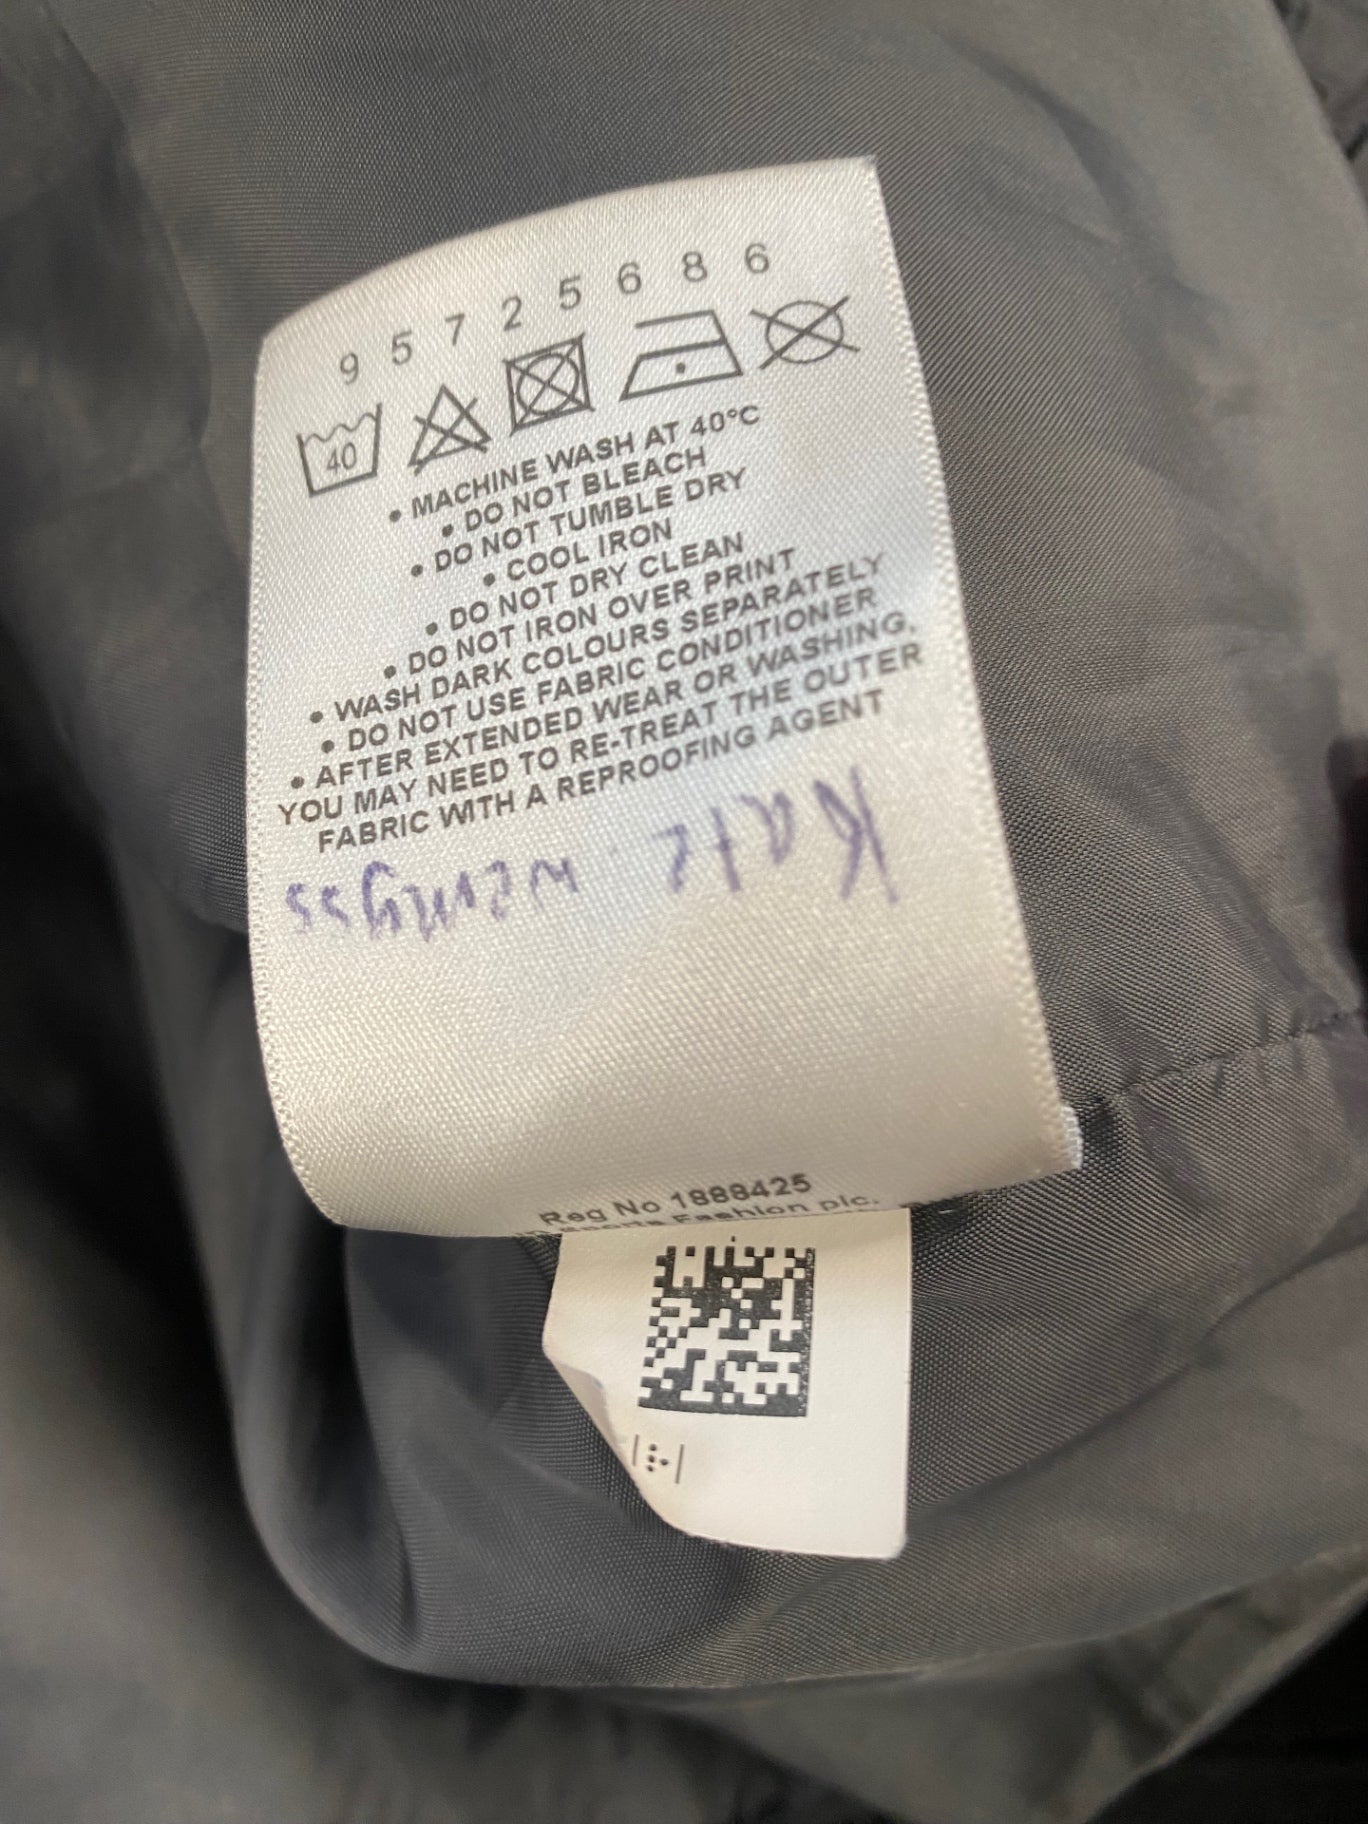 9 5 7 2 5 6 8 6
40
• MACHINE WASH AT 40°C
• DO NOT BLEACH
• DO NOT TUMBLE DRY
• COOL IRON
• DO NOT DRY CLEAN
• DO NOT IRON OVER PRINT
• WASH DARK COLOURS SEPARATELY
• DO NOT USE FABRIC CONDITIONER
• AFTER EXTENDED WEAR OR WASHING,
YOU MAY NEED TO RE-TREAT THE OUTER
FABRIC WITH A REPROOFING AGENT
Kate Wemyss
Reg No 1888425
Sports Fashion plc.